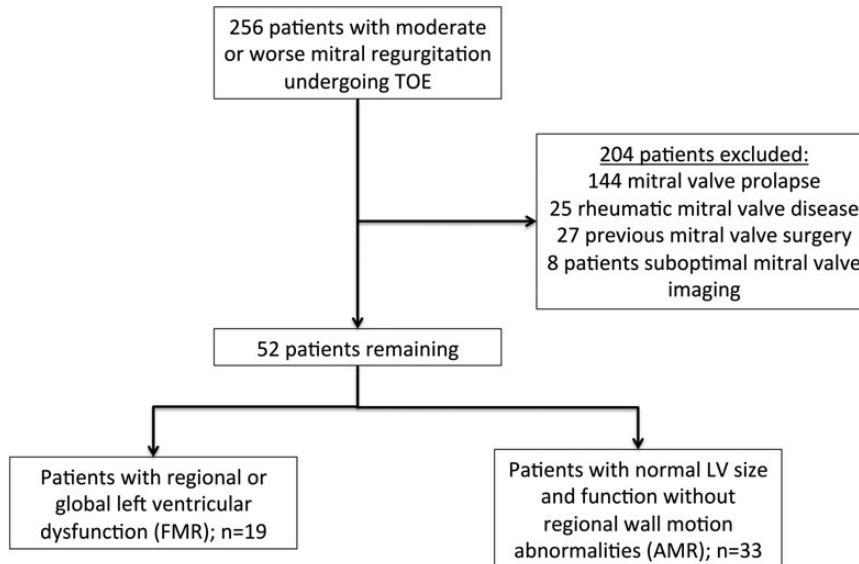 256 patients with moderate
or worse mitral regurgitation
undergoing TOE
204 patients excluded:
144 mitral valve prolapse
25 rheumatic mitral valve disease
27 previous mitral valve surgery
8 patients suboptimal mitral valve
imaging
52 patients remaining
Patients with regional or
global left ventricular
dysfunction (FMR); n=19
Patients with normal LV size
and function without
regional wall motion
abnormalities (AMR); n=33